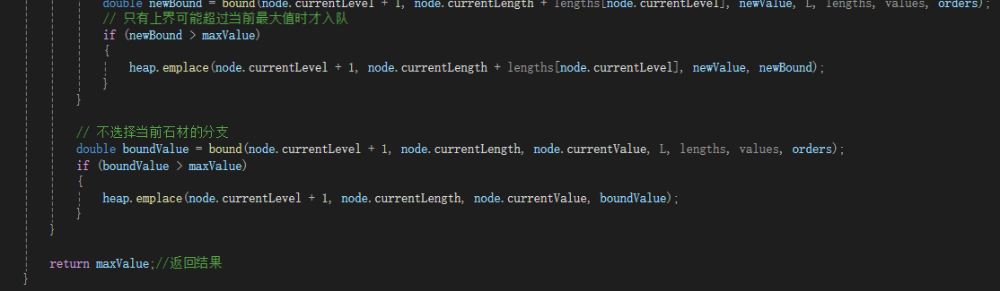 double newBound = bound(node.currentLevel + 1, node.currentLength + lengths[node.currentLevel], newValue, L, lengths, values, orders);
// 只有上界可能超过当前最大值时才入队
if (newBound > maxValue)
{
heap.emplace(node.currentLevel + 1, node.currentLength + lengths[node.currentLevel], newValue, newBound);
}
}
// 不选择当前石材的分支
double boundValue = bound(node.currentLevel + 1, node.currentLength, node.currentValue, L, lengths, values, orders);
if (boundValue > maxValue)
{
heap.emplace(node.currentLevel + 1, node.currentLength, node.currentValue, boundValue);
}
}
return maxValue;//返回结果
}